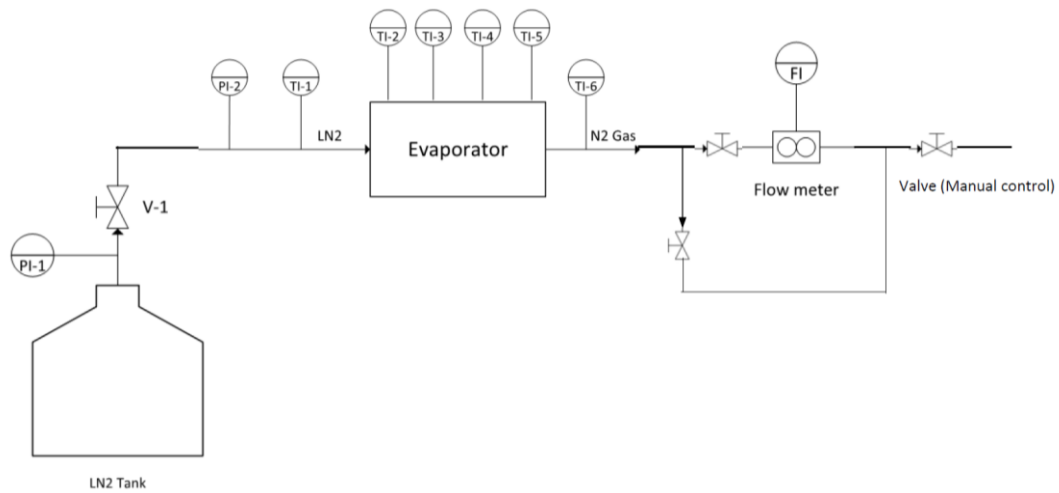 TI-2
TI-3
TI-4
TI-5
PI-2
TI-1
TI-6
FI
LN2
Evaporator
N2 Gas
Flow meter
Valve (Manual control)
V-1
PI-1
LN2 Tank